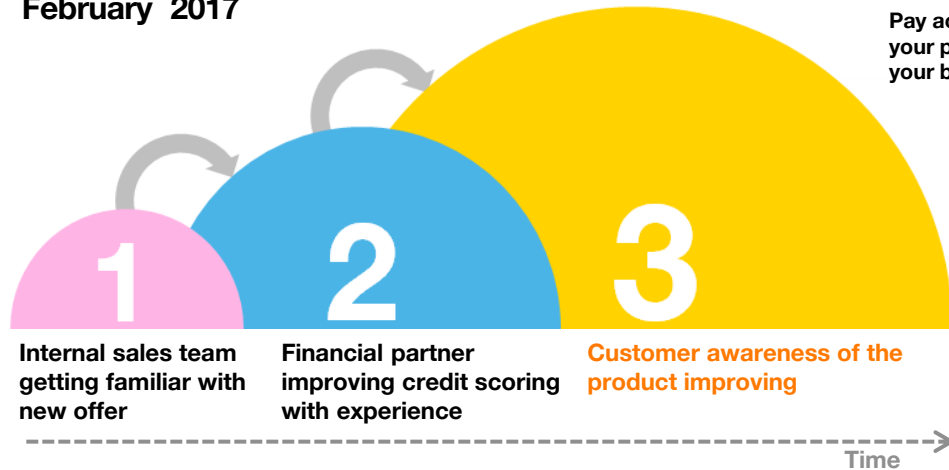 February 2017
Pay
your
your
1
2
3
Internal sales team
getting familiar with
new offer
Financial partner
improving credit scoring
with experience
Customer awareness of the
product improving
Time